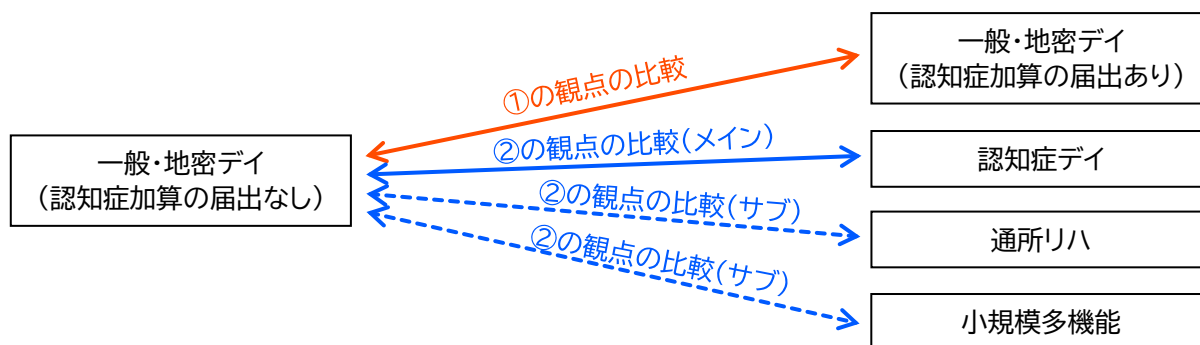 一般・地密デイ
（認知症加算の届出なし）
①の観点の比較
②の観点の比較(メイン)
②の観点の比較(サブ)
②の観点の比較(サブ)
一般・地密デイ
（認知症加算の届出あり）
認知症デイ
通所リハ
小規模多機能